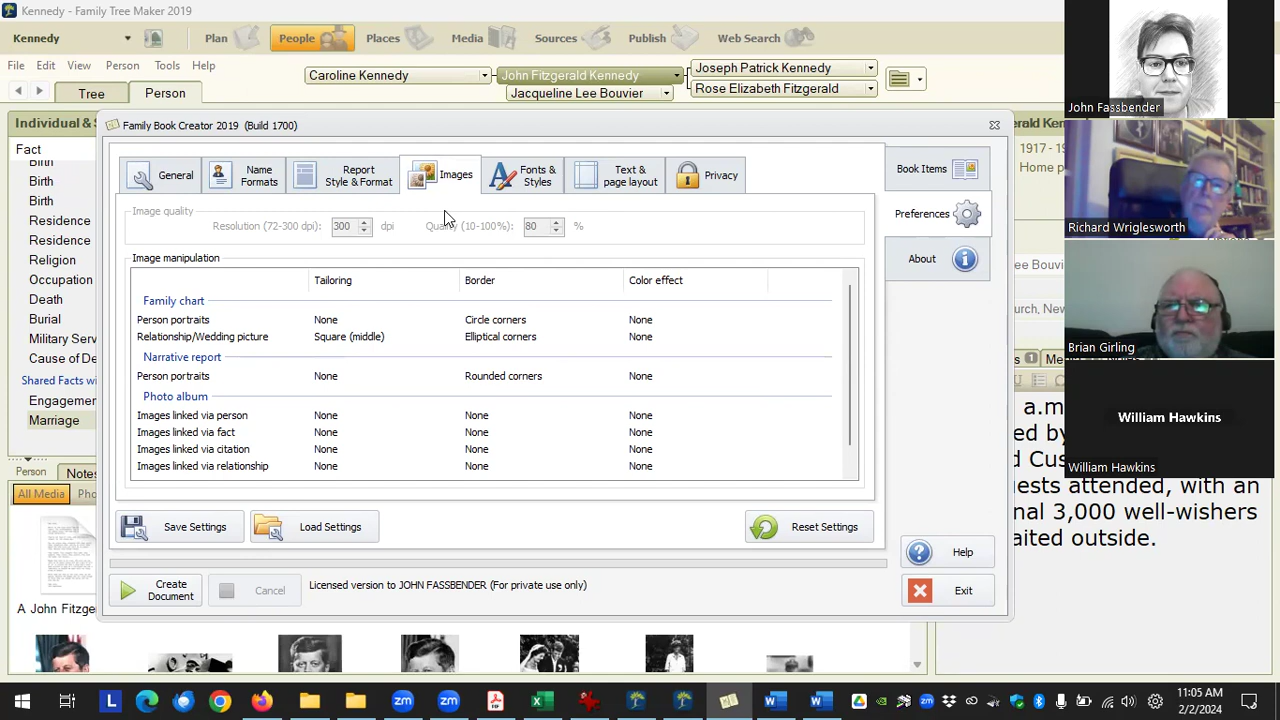 Kennedy - Family Tree Maker 2019
Kennedy
Plan
People
Places
Media
Sources
Publish
Web Search
File Edit View Person Tools Help
Caroline Kennedy
John Fitzgerald Kennedy
Joseph Patrick Kennedy
Jacqueline Lee Bouvier
Rose Elizabeth Fitzgerald
Tree
Person
Individual & S
Fact
Birth
Birth
Birth
Residence
Residence
Religion
Occupation
Death
Burial
Military Serv
Cause of De
Shared Facts wi
Engagemen
Marriage
Person
Notes
All Media
Pho
A John Fitzge
Family Book Creator 2019 (Build 1700)
General
Name
Formats
Report
Style & Format
Images
Fonts &
Styles
Text &
page layout
Privacy
Book Items
Preferences
About
Image quality
Resolution (72-300 dpi): 300 dpi
Quality (10-100%): 80 %
Image manipulation
Tailoring Border Color effect
Family chart
Person portraits None Circle corners None
Relationship/Wedding picture Square (middle) Elliptical corners None
Narrative report
Person portraits None Rounded corners None
Photo album
Images linked via person None None None
Images linked via fact None None None
Images linked via citation None None None
Images linked via relationship None None None
Save Settings
Load Settings
Reset Settings
Create
Document
Cancel
Licensed version to JOHN FASSBENDER (For private use only)
Help
Exit
erald Ken
1917 - 19
Home p
ee Bouvi
urch, New
a.m
ed by
d Cus
uests attended, with an
nal 3,000 well-wishers
aited outside.
John Fassbender
Richard Wriglesworth
Brian Girling
William Hawkins
William Hawkins
11:05 AM
2/2/2024